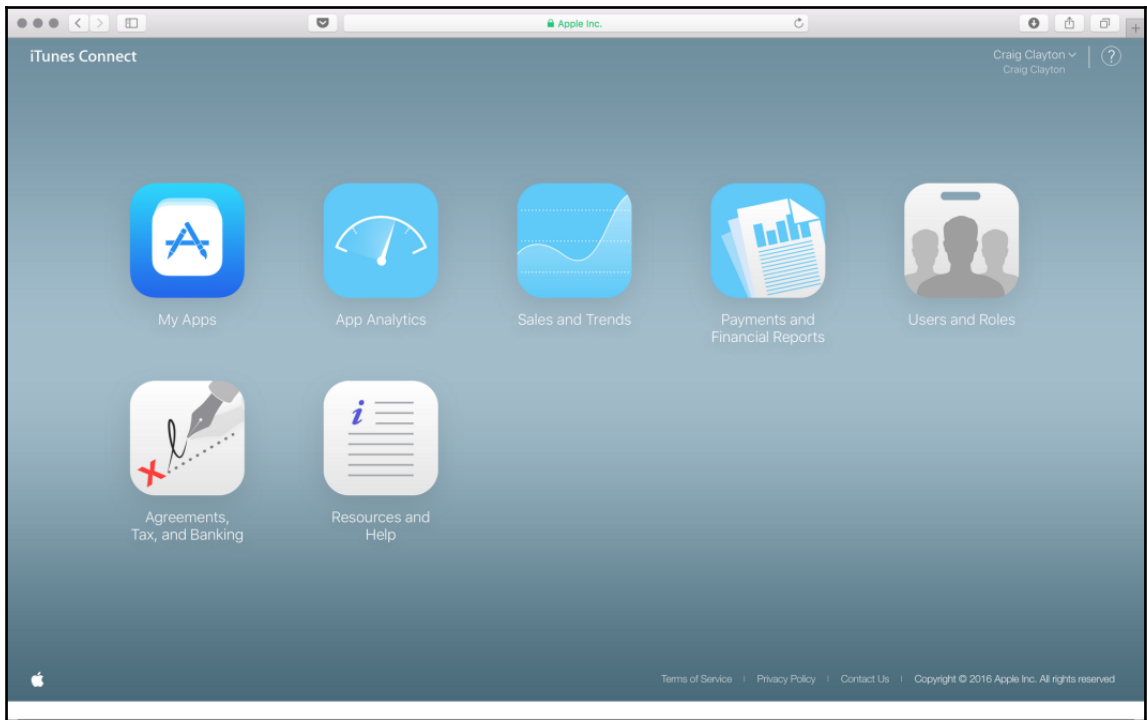 Apple Inc.
iTunes Connect
Craig Clayton
Craig Clayton
?
My Apps
App Analytics
Sales and Trends
Payments and
Financial Reports
Users and Roles
i
Agreements,
Tax, and Banking
Resources and
Help
Terms of Service | Privacy Policy | Contact Us | Copyright © 2016 Apple Inc. All rights reserved